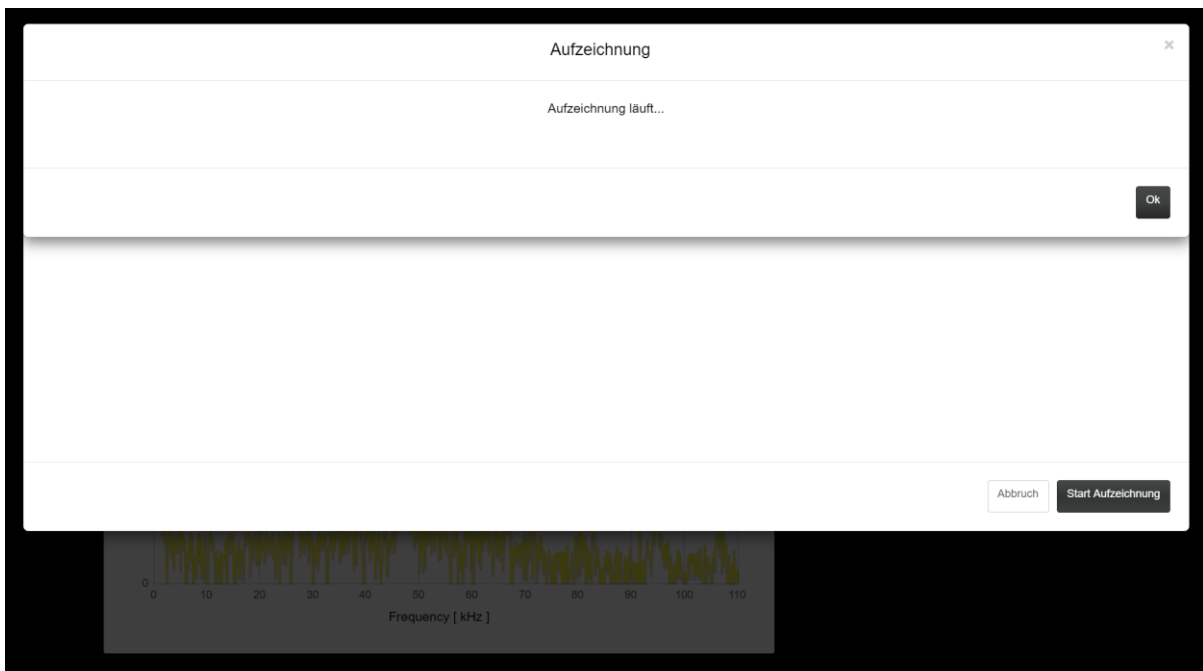 Aufzeichnung ×
Aufzeichnung läuft...
Ok
Abbruch Start Aufzeichnung
0
0 10 20 30 40 50 60 70 80 90 100 110
Frequency [ kHz ]